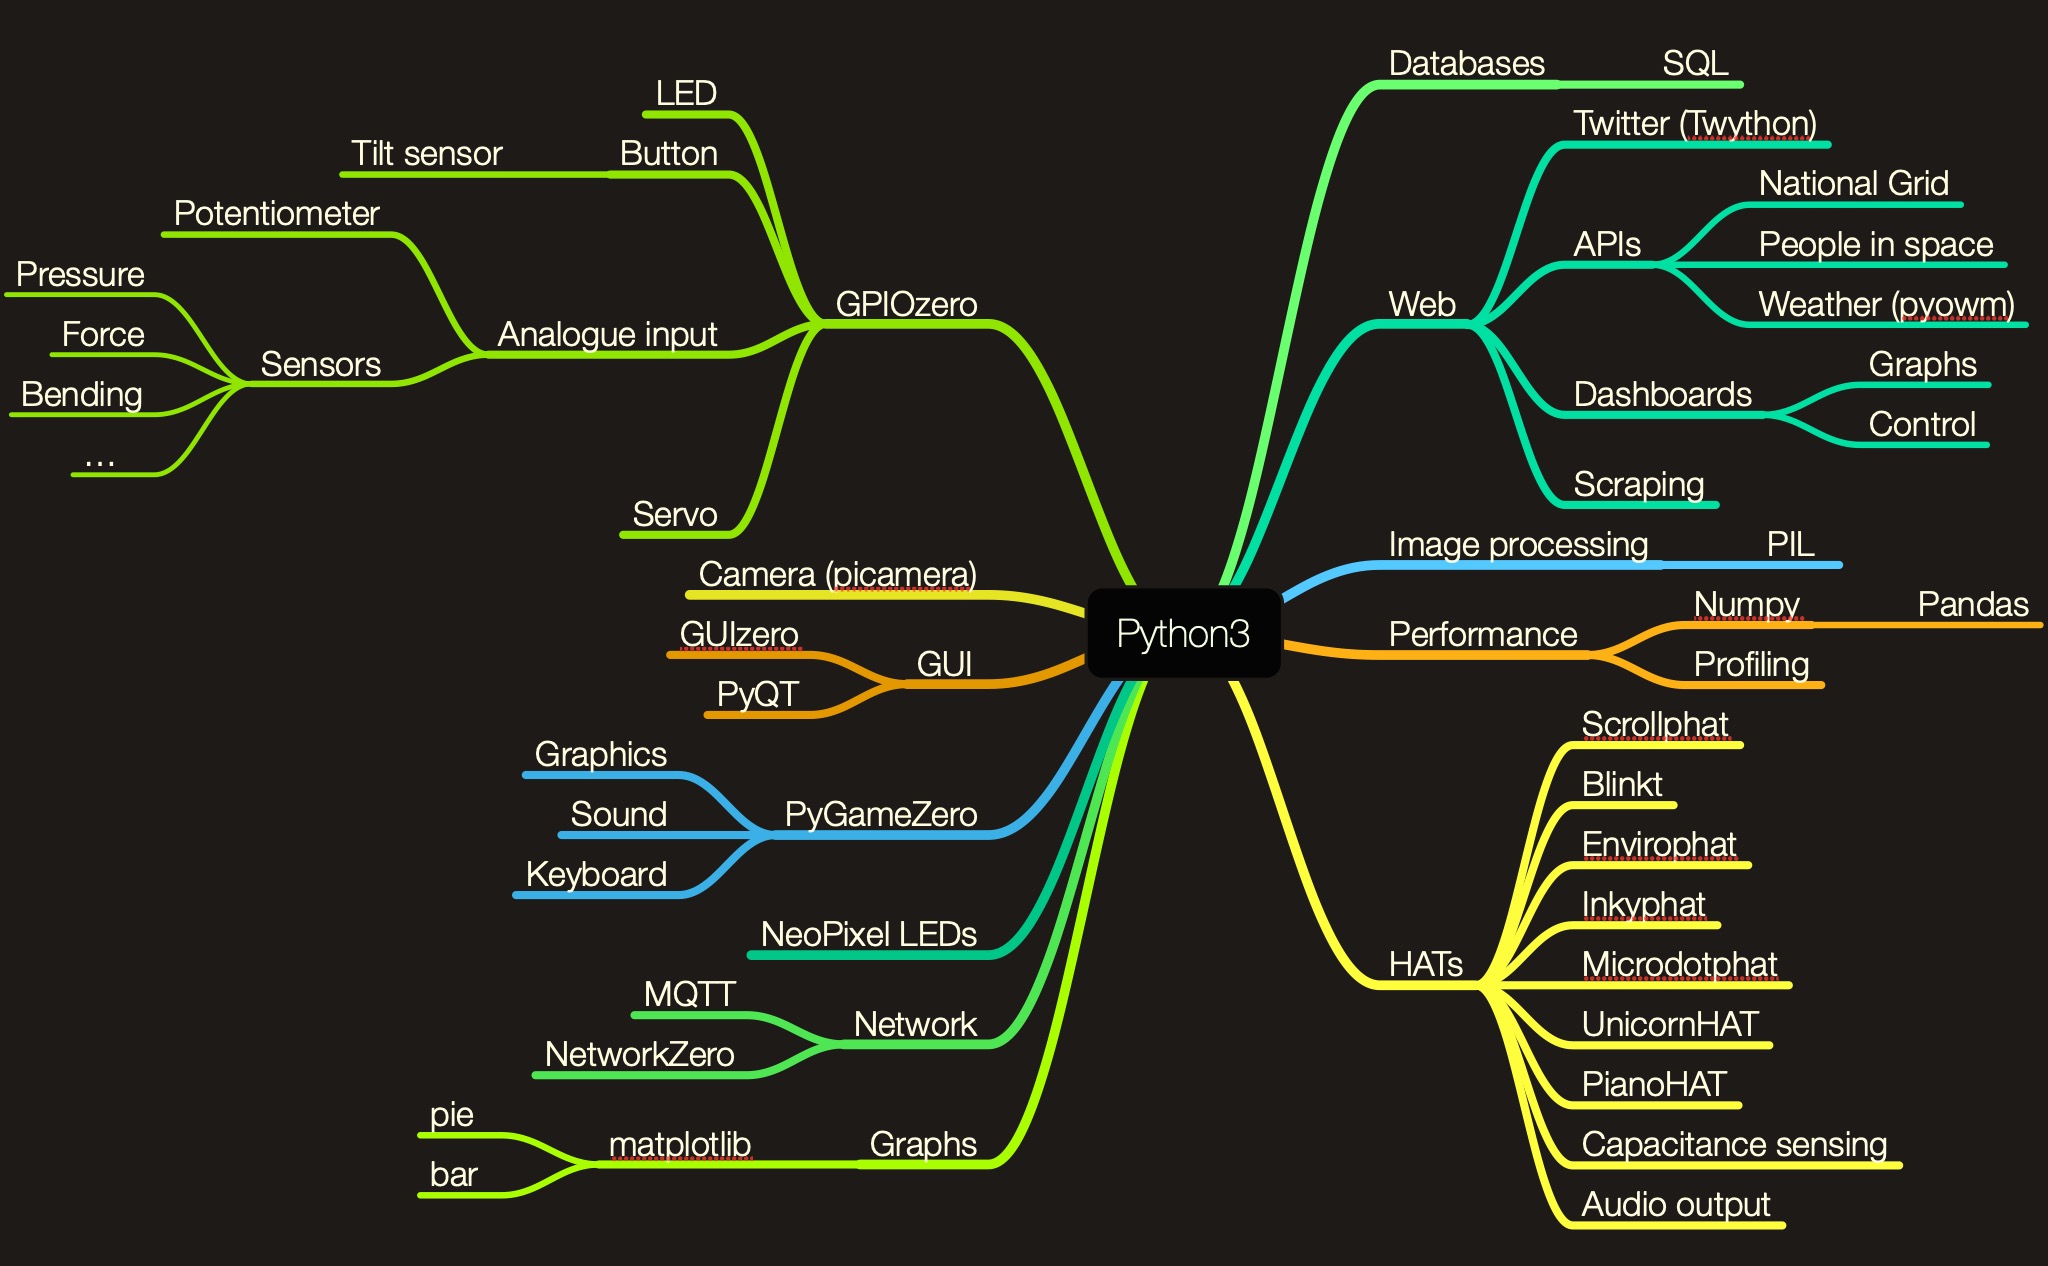 Python3
Databases
SQL
Web
Twitter (Twython)
APIs
National Grid
People in space
Weather (pyowm)
Dashboards
Graphs
Control
Scraping
Image processing
PIL
Performance
Numpy
Pandas
Profiling
HATs
Scrollphat
Blinkt
Envirophat
Inkyphat
Microdotphat
UnicornHAT
PianoHAT
Capacitance sensing
Audio output
GPIOzero
LED
Button
Tilt sensor
Analogue input
Potentiometer
Sensors
Pressure
Force
Bending
...
Servo
Camera (picamera)
GUI
GUIzero
PyQT
PyGameZero
Graphics
Sound
Keyboard
NeoPixel LEDs
Network
MQTT
NetworkZero
Graphs
matplotlib
pie
bar